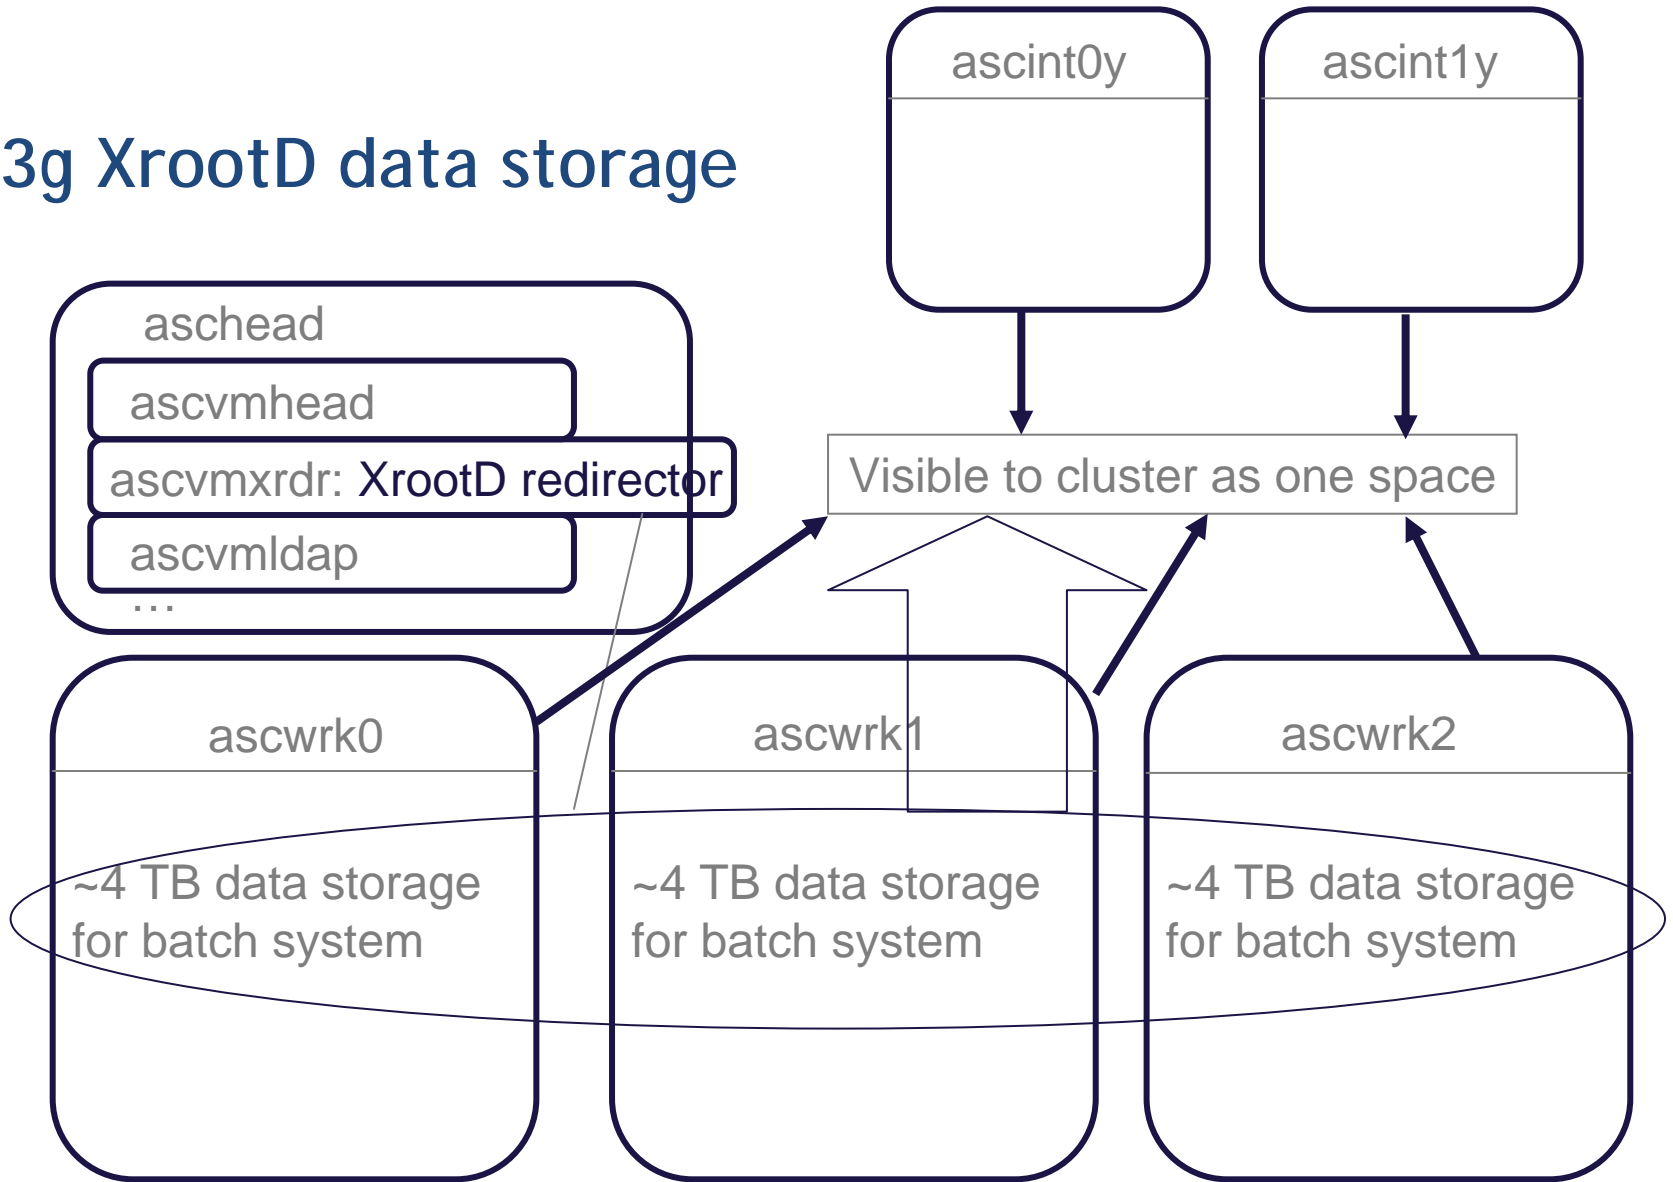 ascint0y
ascint1y
3g XrootD data storage
aschead
ascvmhead
ascvmxrdr: XrootD redirector
ascvmldap
…
Visible to cluster as one space
ascwrk0
ascwrk1
ascwrk2
~4 TB data storage
for batch system
~4 TB data storage
for batch system
~4 TB data storage
for batch system